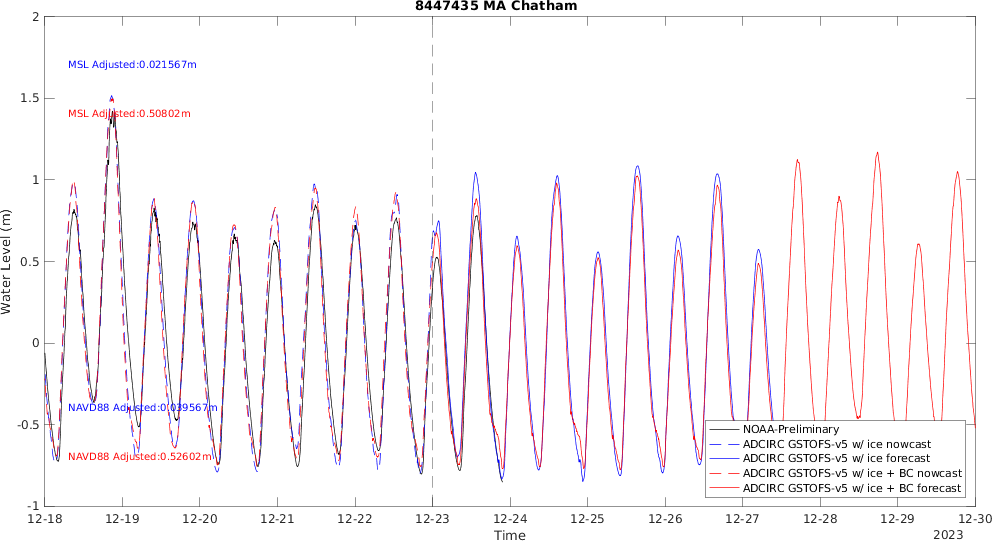 8447435 MA Chatham
Water Level (m)
2
1.5
1
0.5
0
-0.5
-1
MSL Adjusted:0.021567m
MSL Adjusted:0.50802m
NAVD88 Adjusted:0.039567m
NAVD88 Adjusted:0.52602m
NOAA-Preliminary
ADCIRC GSTOFS-v5 w/ ice nowcast
ADCIRC GSTOFS-v5 w/ ice forecast
ADCIRC GSTOFS-v5 w/ ice + BC nowcast
ADCIRC GSTOFS-v5 w/ ice + BC forecast
12-18 12-19 12-20 12-21 12-22 12-23 12-24 12-25 12-26 12-27 12-28 12-29 12-30
Time
2023